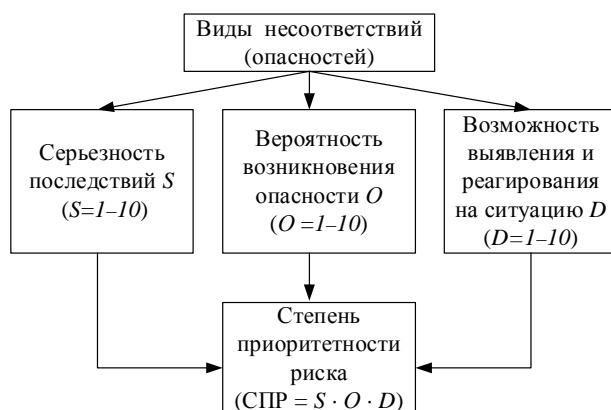 Виды несоответствий
(опасностей)
Серьезность
последствий S
(S=1–10)
Вероятность
возникновения
опасности O
(O =1–10)
Возможность
выявления и
реагирования
на ситуацию D
(D=1–10)
Степень
приоритетности
риска
(СПР = S · O · D)